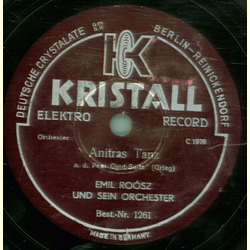 DEUTSCHE CRYSTALATE
BERLIN-REINICKENDORF
KRISTALL
ELEKTRO RECORD
Orchester C 1978
Anitras Tanz
a. d. Peer Gynt Suite (Grieg)
EMIL ROÓSZ
UND SEIN ORCHESTER
Best.-Nr. 1261
MADE IN GERMANY